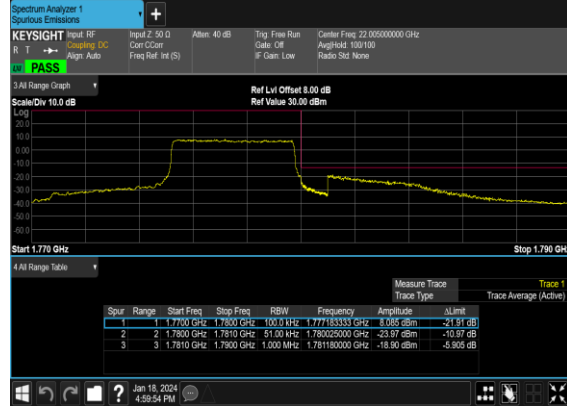 Spectrum Analyzer 1
Spurious Emissions
+
KEYSIGHT Input: RF Input Z: 50 Ω Atten: 40 dB Trig: Free Run Center Freq: 22.005000000 GHz
R T Coupling: DC Corr CCorr Gate: Off Avg|Hold: 100/100
Align: Auto Freq Ref: Int (S) IF Gain: Low Radio Std: None
PASS
3 All Range Graph
Ref Lvl Offset 8.00 dB
Scale/Div 10.0 dB Ref Value 30.00 dBm
Log
20.0
10.0
0.00
-10.0
-20.0
-30.0
-40.0
-50.0
-60.0
Start 1.770 GHz Stop 1.790 GHz
4 All Range Table
Measure Trace Trace 1
Trace Type Trace Average (Active)
Spur Range Start Freq Stop Freq RBW Frequency Amplitude ΔLimit
1 1 1.7700 GHz 1.7800 GHz 100.0 kHz 1.777183333 GHz 8.085 dBm -21.91 dB
2 2 1.7800 GHz 1.7810 GHz 51.00 kHz 1.780025000 GHz -23.97 dBm -10.97 dB
3 3 1.7810 GHz 1.7900 GHz 1.000 MHz 1.781180000 GHz -18.90 dBm -5.905 dB
?
Jan 18, 2024
4:59:54 PM